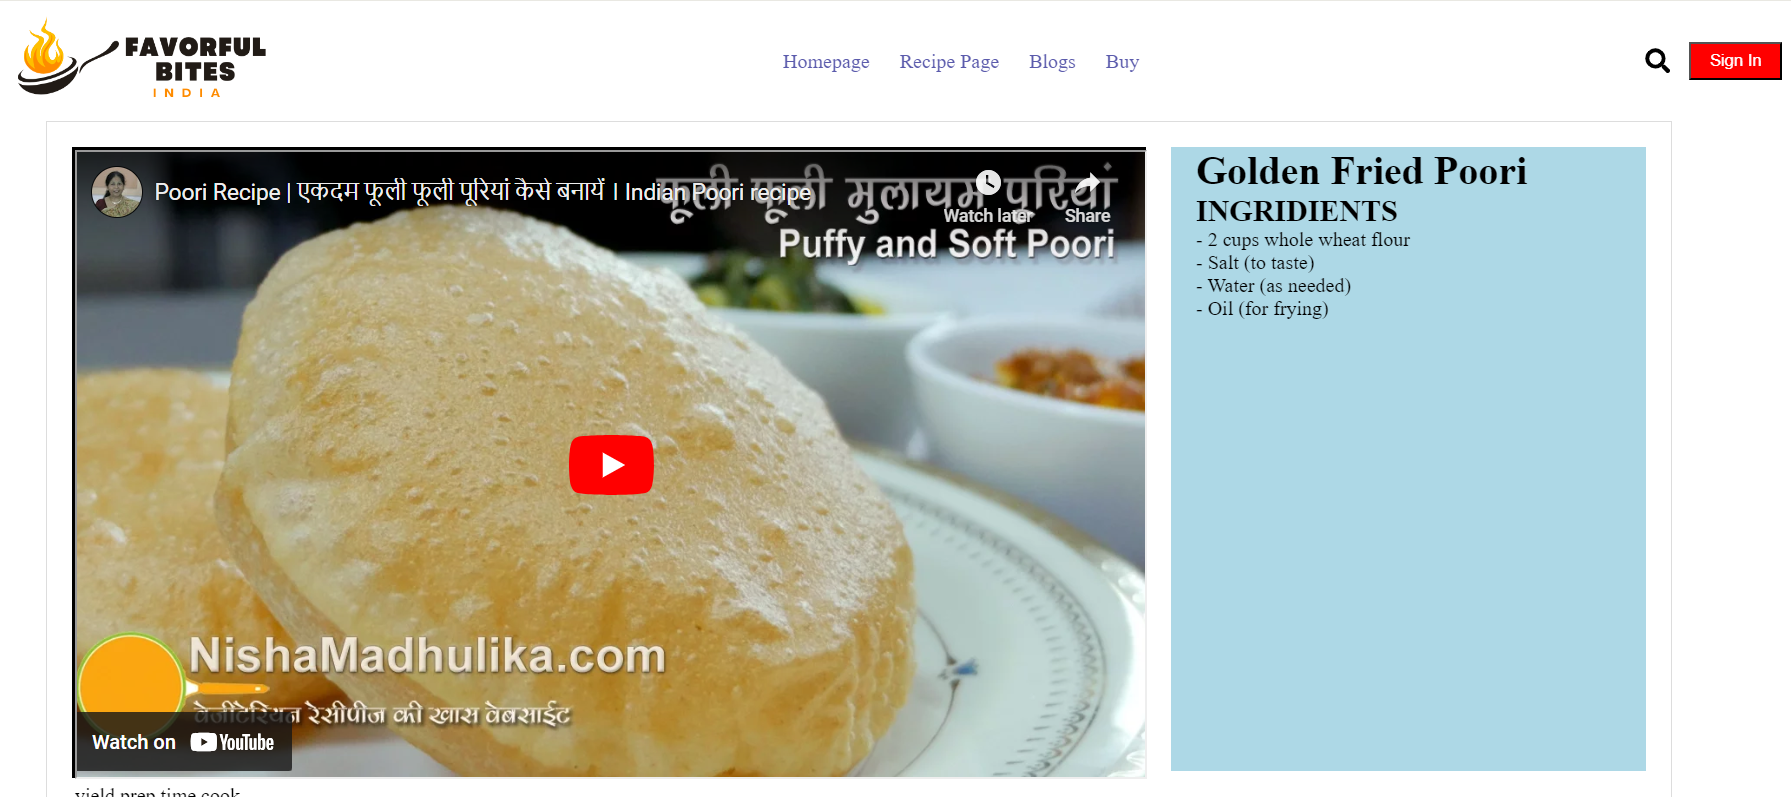 FAVORFUL
BITES
INDIA
Homepage
Recipe Page
Blogs
Buy
Sign In
Poori Recipe | एकदम फूली फूली पूरियां कैसे बनायें । Indian Poori recipe
फूली फूली मुलायम पूरियां
Watch later
Share
Puffy and Soft Poori
NishaMadhulika.com
वेजीटेरियन रेसीपीज की खास वेबसाईट
Watch on YouTube
Golden Fried Poori
INGRIDIENTS
- 2 cups whole wheat flour
- Salt (to taste)
- Water (as needed)
- Oil (for frying)
yield prep time cook